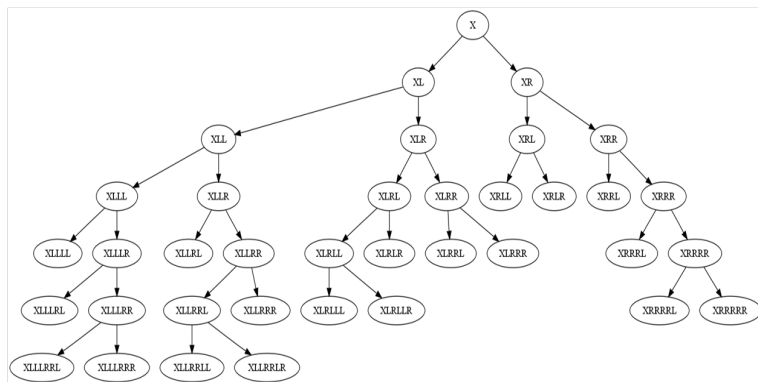 X
XL XR
XLL XLR XRL XRR
XLLL XLLR XLRL XLRR XRLL XRLR XRRL XRRR
XLLLL XLLLR XLLRL XLLRR XLRLL XLRLR XLRRL XLRRR XRRRL XRRRR
XLLLRL XLLLRR XLLRRL XLLRRR XLRLLL XLRLLR XRRRRL XRRRRR
XLLLRRL XLLLRRR XLLRRLL XLLRRLR